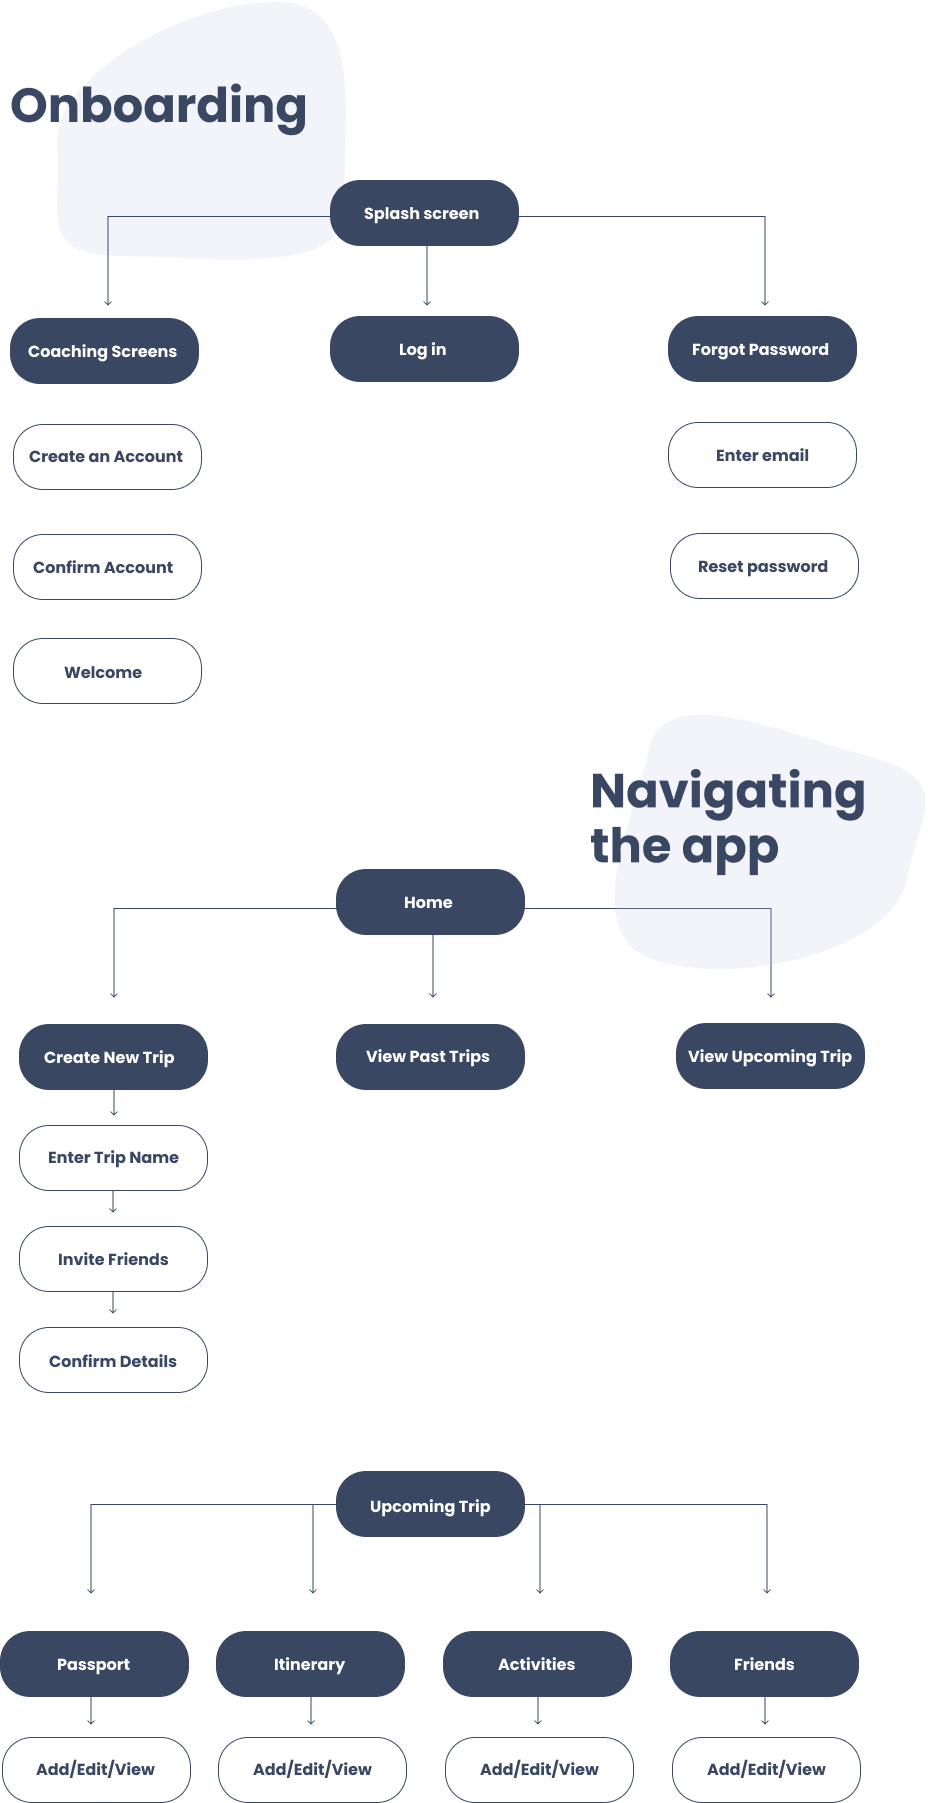 Onboarding
Splash screen
Coaching Screens
Log in
Forgot Password
Create an Account
Enter email
Confirm Account
Reset password
Welcome
Navigating
the app
Home
Create New Trip
View Past Trips
View Upcoming Trip
Enter Trip Name
Invite Friends
Confirm Details
Upcoming Trip
Passport
Itinerary
Activities
Friends
Add/Edit/View
Add/Edit/View
Add/Edit/View
Add/Edit/View